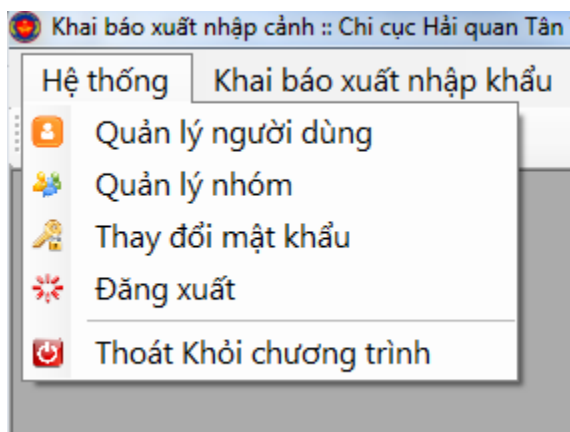 Khai báo xuất nhập cảnh :: Chi cục Hải quan Tân
Hệ thống Khai báo xuất nhập khẩu
Quản lý người dùng
Quản lý nhóm
Thay đổi mật khẩu
Đăng xuất
Thoát Khỏi chương trình